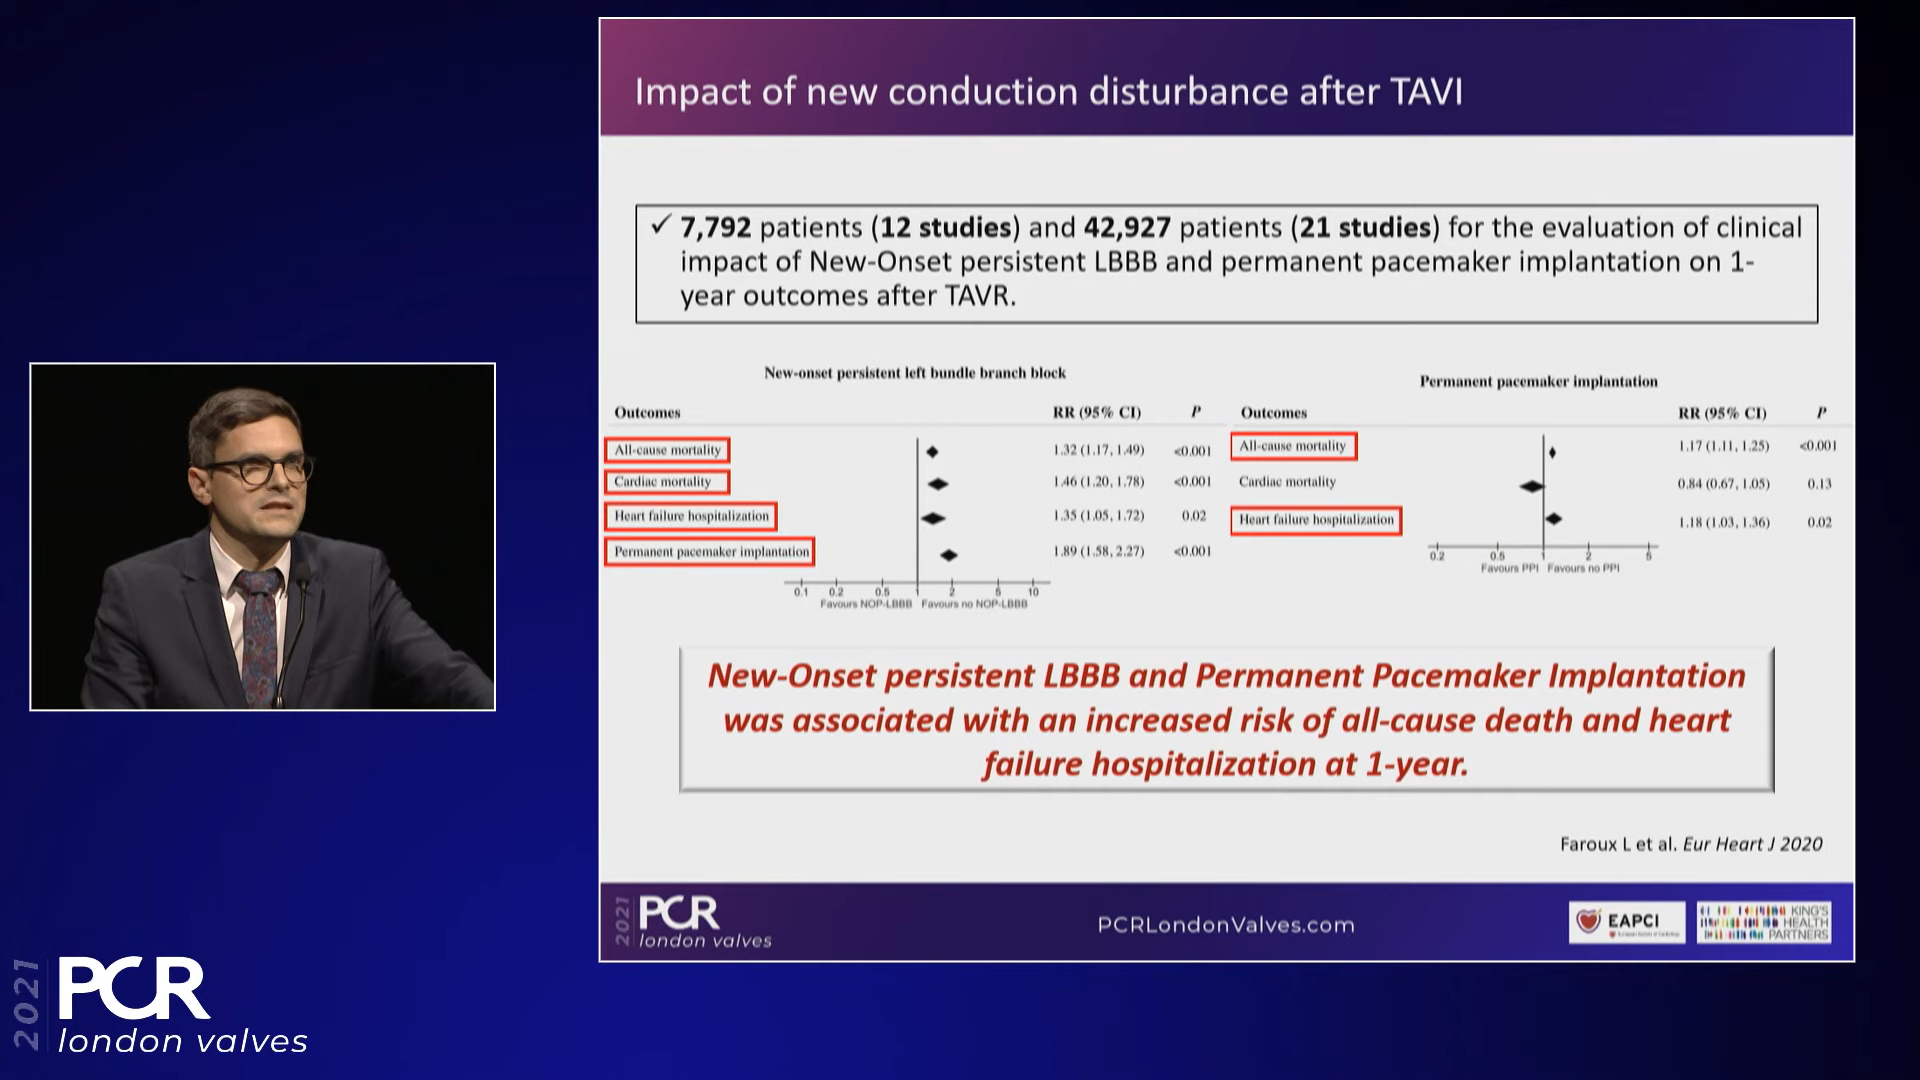 Impact of new conduction disturbance after TAVI
✓ 7,792 patients (12 studies) and 42,927 patients (21 studies) for the evaluation of clinical
impact of New-Onset persistent LBBB and permanent pacemaker implantation on 1-
year outcomes after TAVR.
New-onset persistent left bundle branch block
Outcomes RR (95% CI) P
All-cause mortality 1.32 (1.17, 1.49) <0.001
Cardiac mortality 1.46 (1.20, 1.78) <0.001
Heart failure hospitalization 1.35 (1.05, 1.72) 0.02
Permanent pacemaker implantation 1.89 (1.58, 2.27) <0.001
0.1 0.2 0.5 1 2 5 10
Favours NOP-LBBB Favours no NOP-LBBB
Permanent pacemaker implantation
Outcomes RR (95% CI) P
All-cause mortality 1.17 (1.11, 1.25) <0.001
Cardiac mortality 0.84 (0.67, 1.05) 0.13
Heart failure hospitalization 1.18 (1.03, 1.36) 0.02
0.2 0.5 1 2 5
Favours PPI Favours no PPI
New-Onset persistent LBBB and Permanent Pacemaker Implantation
was associated with an increased risk of all-cause death and heart
failure hospitalization at 1-year.
Faroux L et al. Eur Heart J 2020
2021
PCR
london valves
PCRLondonValves.com
EAPCI
KING'S
HEALTH
PARTNERS
2021
PCR
london valves